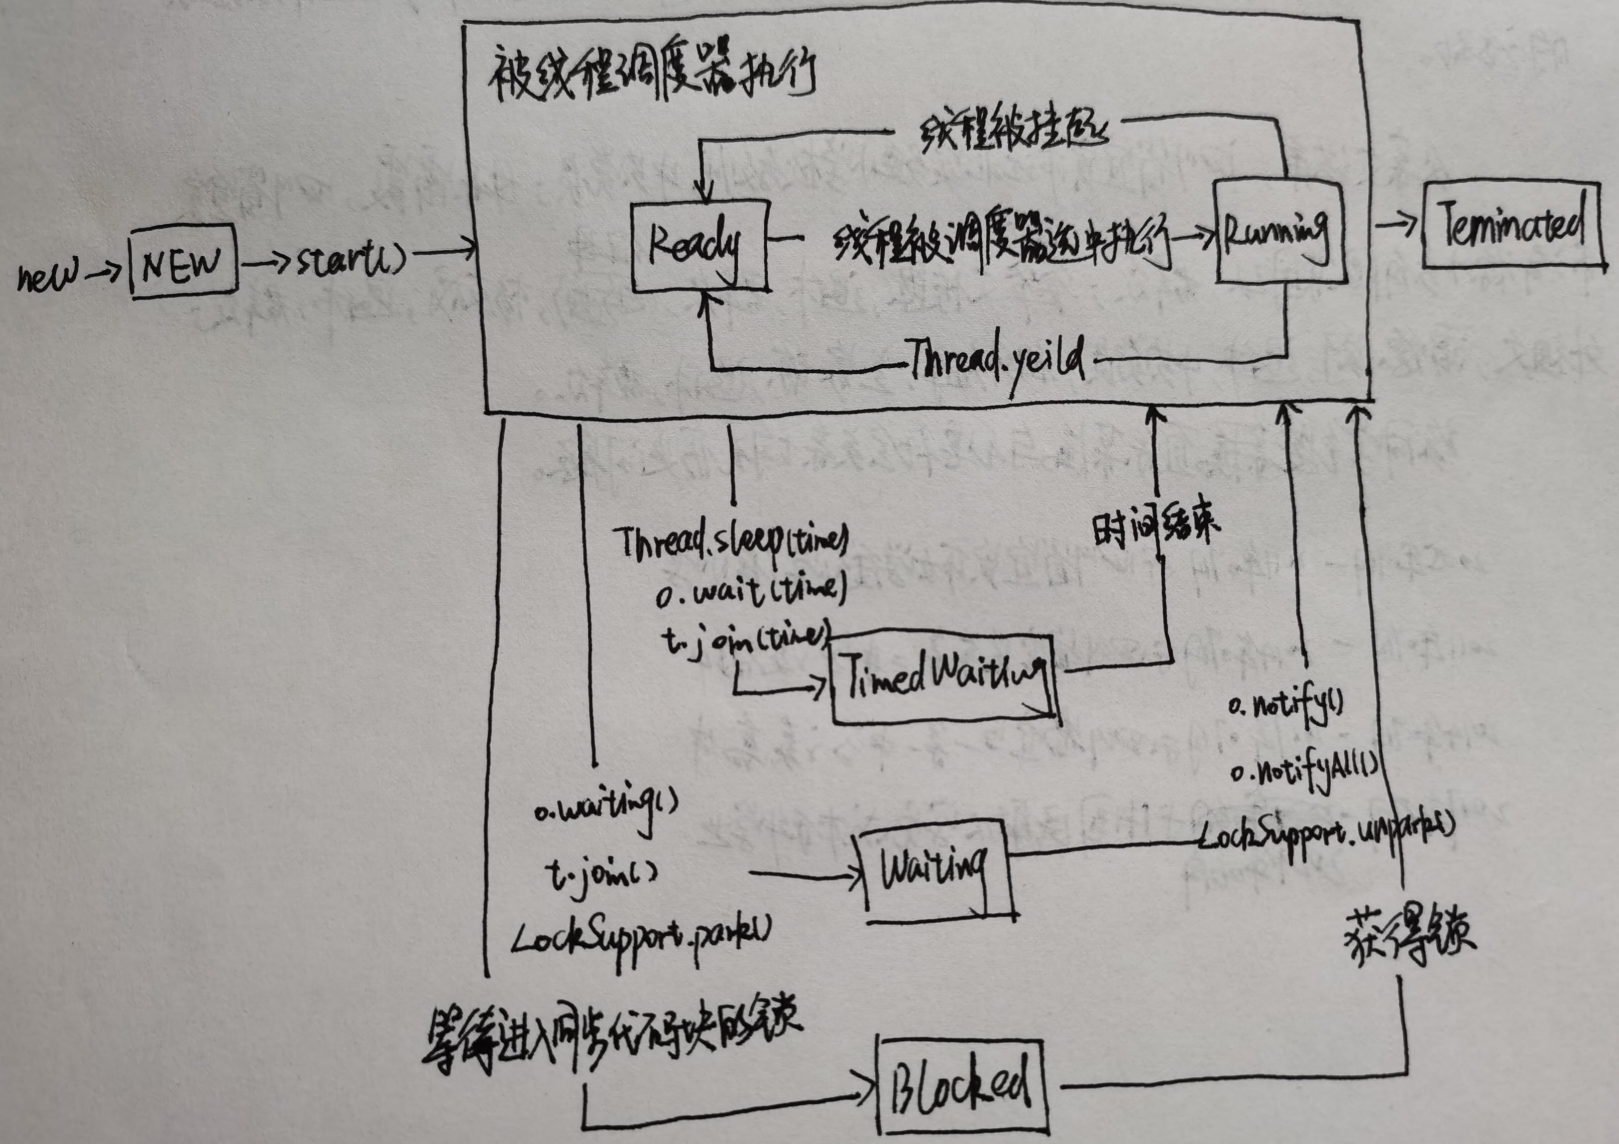 被线程调度器执行
线程被挂起
new
NEW
start()
Ready
线程被调度器选中执行
Running
Teminated
Thread.yeild
Thread.sleep(time)
o.wait(time)
t.join(time)
TimedWaiting
时间结束
o.waiting()
t.join()
LockSupport.park()
Waiting
o.notify()
o.notifyAll()
LockSupport.unpark()
等待进入同步代码块的锁
Blocked
获得锁